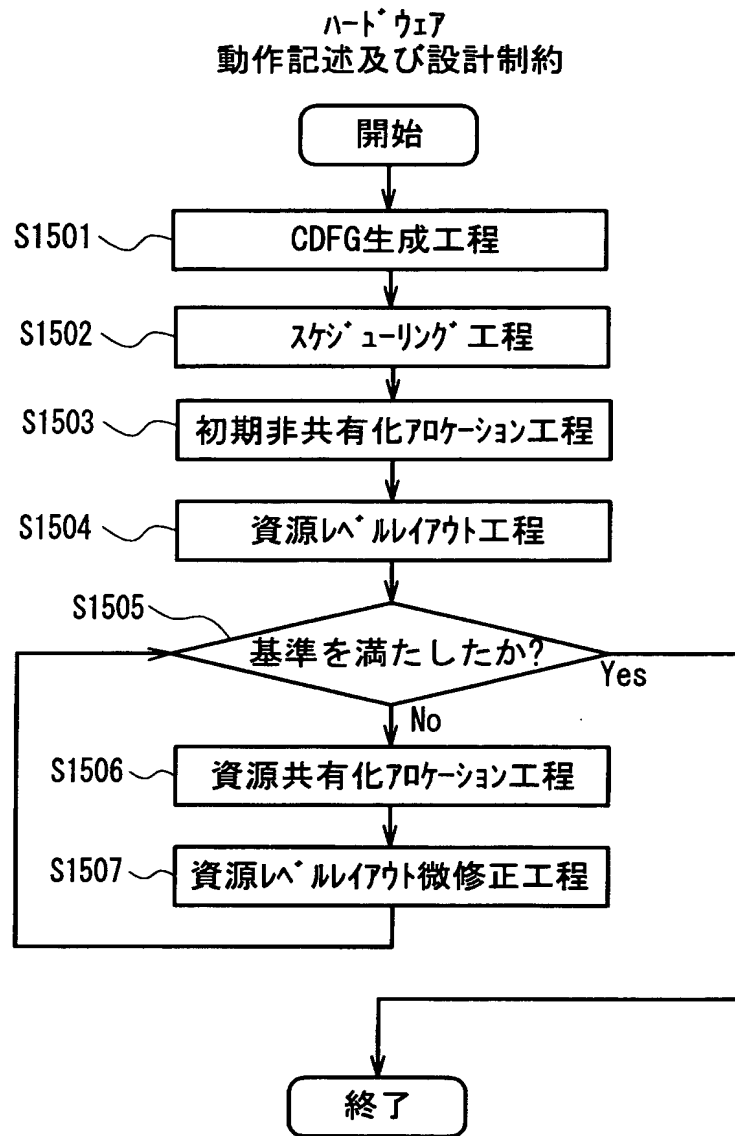 ﾊｰﾄﾞｳｪｱ
動作記述及び設計制約
開始
S1501
CDFG生成工程
S1502
ｽｹｼﾞｭｰﾘﾝｸﾞ工程
S1503
初期非共有化ｱﾛｹｰｼｮﾝ工程
S1504
資源ﾚﾍﾞﾙﾚｲｱｳﾄ工程
S1505
基準を満たしたか?
Yes
No
S1506
資源共有化ｱﾛｹｰｼｮﾝ工程
S1507
資源ﾚﾍﾞﾙﾚｲｱｳﾄ微修正工程
終了